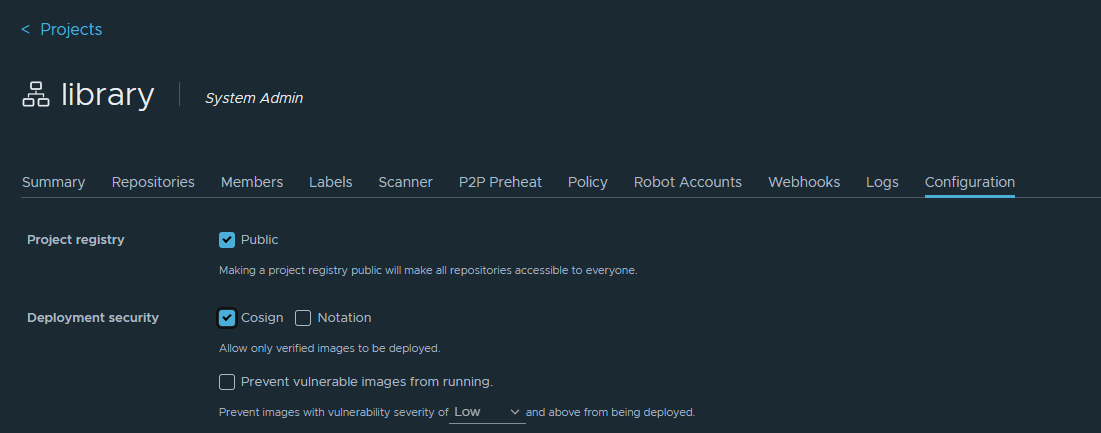 < Projects
library System Admin
Summary Repositories Members Labels Scanner P2P Preheat Policy Robot Accounts Webhooks Logs Configuration
Project registry Public
Making a project registry public will make all repositories accessible to everyone.
Deployment security Cosign Notation
Allow only verified images to be deployed.
Prevent vulnerable images from running.
Prevent images with vulnerability severity of Low and above from being deployed.